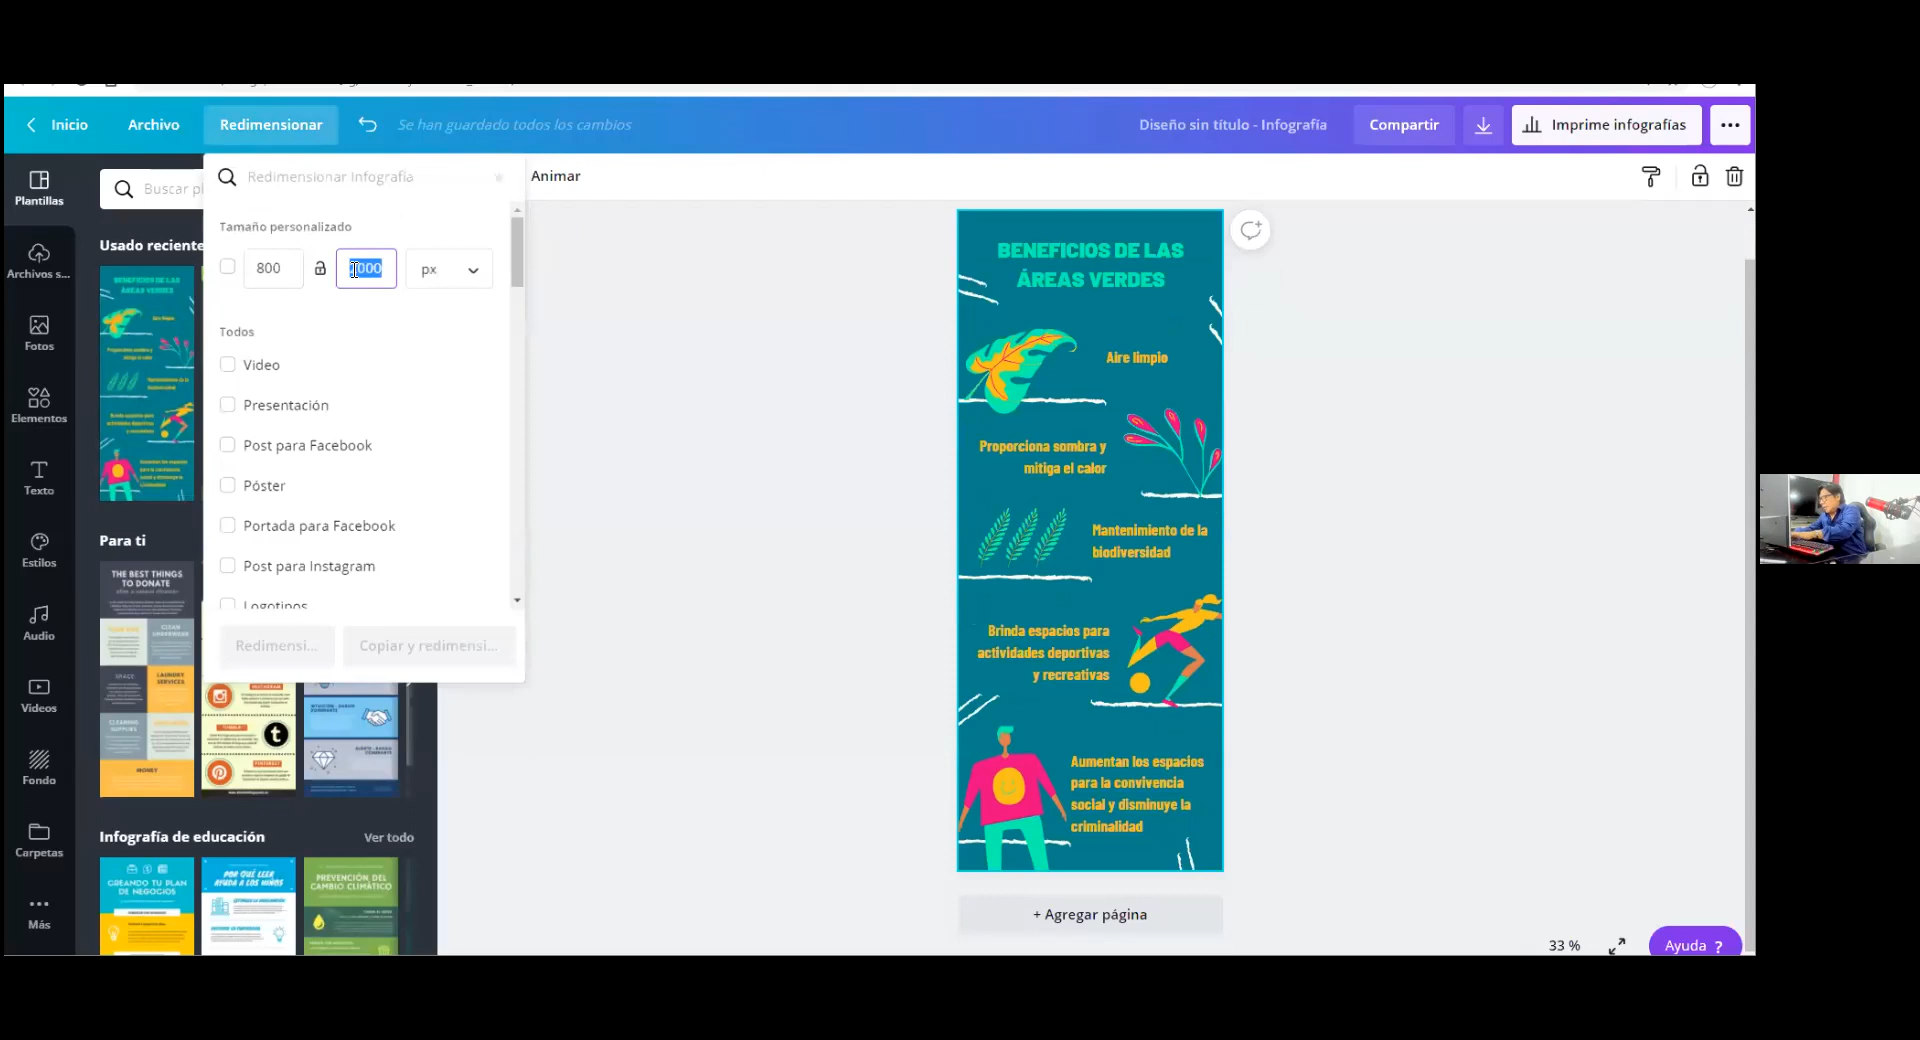 Inicio
Archivo
Redimensionar
Se han guardado todos los cambios
Diseño sin título - Infografía
Compartir
Imprime infografías
Redimensionar Infografía
Animar
Plantillas
Archivos s...
Fotos
Elementos
Texto
Estilos
Audio
Videos
Fondo
Carpetas
Más
Usado reciente
Para ti
THE BEST THINGS
TO DONATE
MONEY
Infografía de educación
Ver todo
CREANDO TU PLAN
DE NEGOCIOS
POR QUÉ LEER
AYUDA A LOS NIÑOS
PREVENCIÓN DEL
CAMBIO CLIMÁTICO
Tamaño personalizado
800
px
Todos
Video
Presentación
Post para Facebook
Póster
Portada para Facebook
Post para Instagram
Logotipos
Redimensi...
Copiar y redimensi...
BENEFICIOS DE LAS
ÁREAS VERDES
Aire limpio
Proporciona sombra y
mitiga el calor
Mantenimiento de la
biodiversidad
Brinda espacios para
actividades deportivas
y recreativas
Aumentan los espacios
para la convivencia
social y disminuye la
criminalidad
+ Agregar página
33 %
Ayuda ?